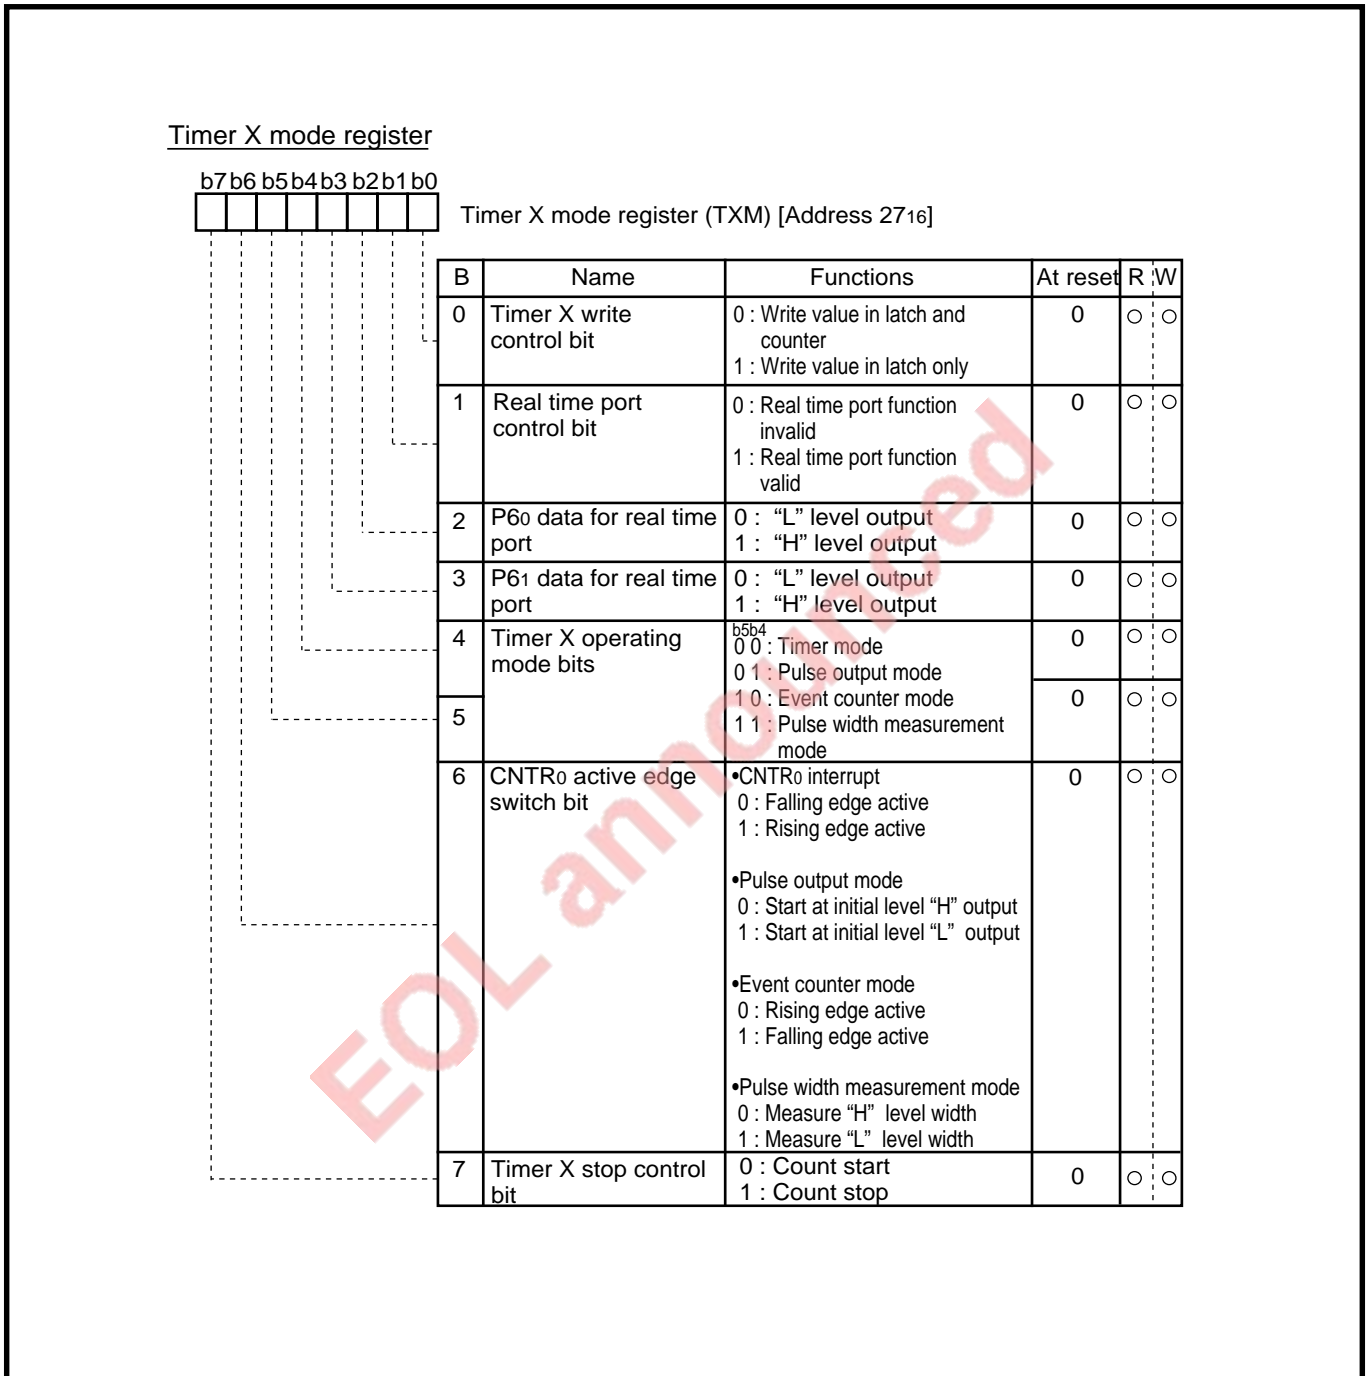 Timer X mode register
b7 b6 b5 b4 b3 b2 b1 b0
Timer X mode register (TXM) [Address 2716]
B Name Functions At reset R W
0 Timer X write control bit 0 : Write value in latch and counter 0 ○ ○
1 : Write value in latch only
1 Real time port control bit 0 : Real time port function invalid 0 ○ ○
1 : Real time port function valid
2 P60 data for real time port 0 : “L” level output 0 ○ ○
1 : “H” level output
3 P61 data for real time port 0 : “L” level output 0 ○ ○
1 : “H” level output
4 Timer X operating mode bits b5b4 0 ○ ○
0 0 : Timer mode
0 1 : Pulse output mode
5 1 0 : Event counter mode 0 ○ ○
1 1 : Pulse width measurement mode
6 CNTR0 active edge switch bit •CNTR0 interrupt 0 ○ ○
0 : Falling edge active
1 : Rising edge active
•Pulse output mode
0 : Start at initial level “H” output
1 : Start at initial level “L” output
•Event counter mode
0 : Rising edge active
1 : Falling edge active
•Pulse width measurement mode
0 : Measure “H” level width
1 : Measure “L” level width
7 Timer X stop control bit 0 : Count start 0 ○ ○
1 : Count stop
EOL announced